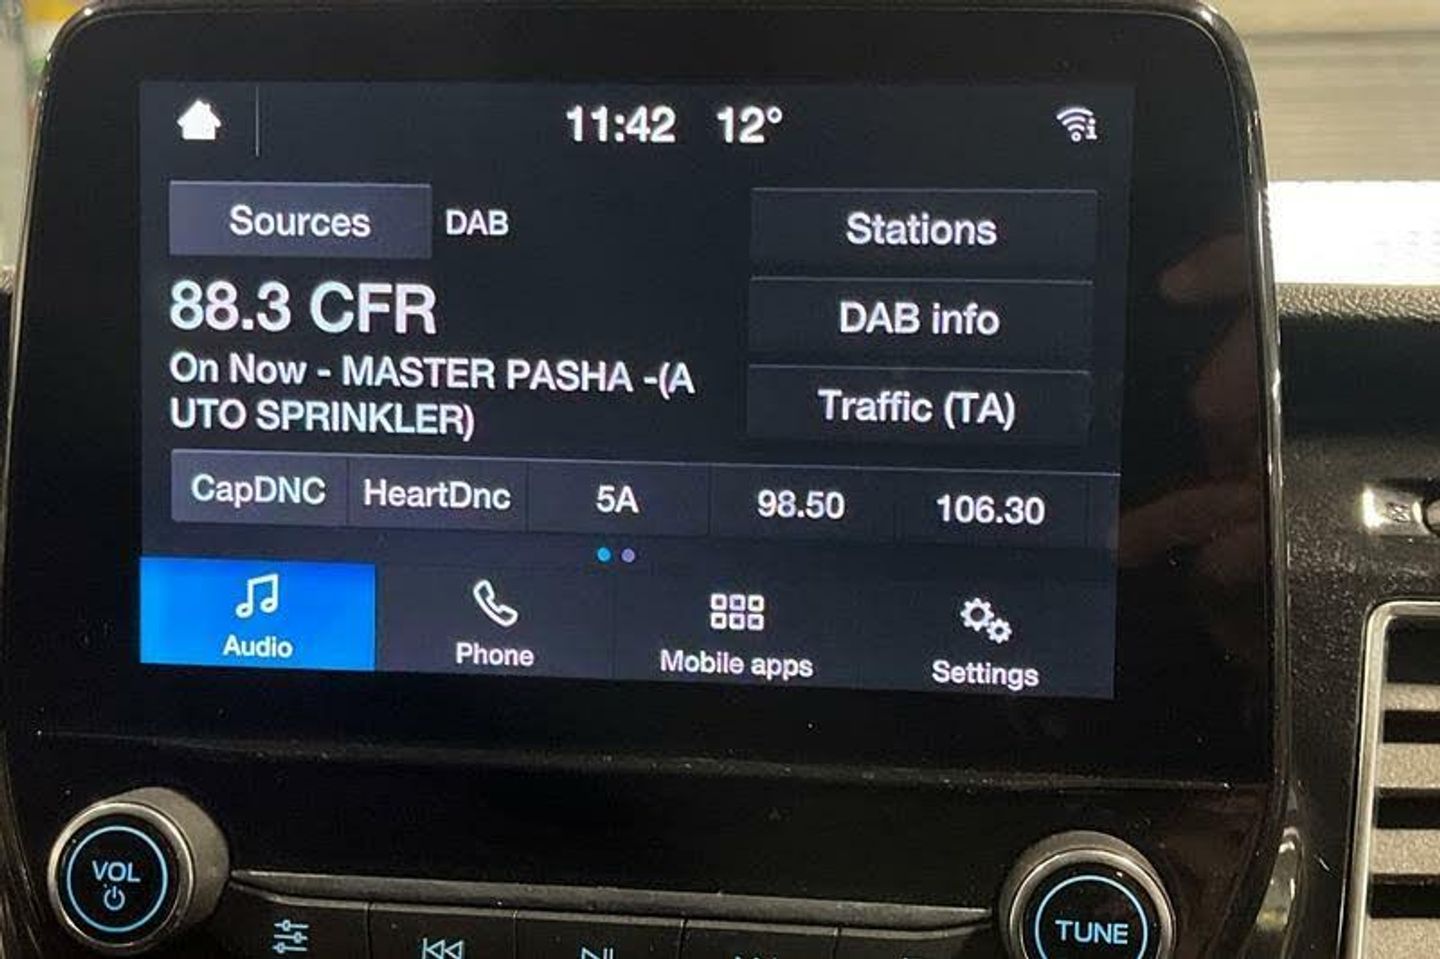 11:42 12°
Sources DAB
Stations
88.3 CFR
DAB info
On Now - MASTER PASHA -(A
UTO SPRINKLER)
Traffic (TA)
CapDNC HeartDnc 5A 98.50 106.30
Audio Phone Mobile apps Settings
VOL
TUNE